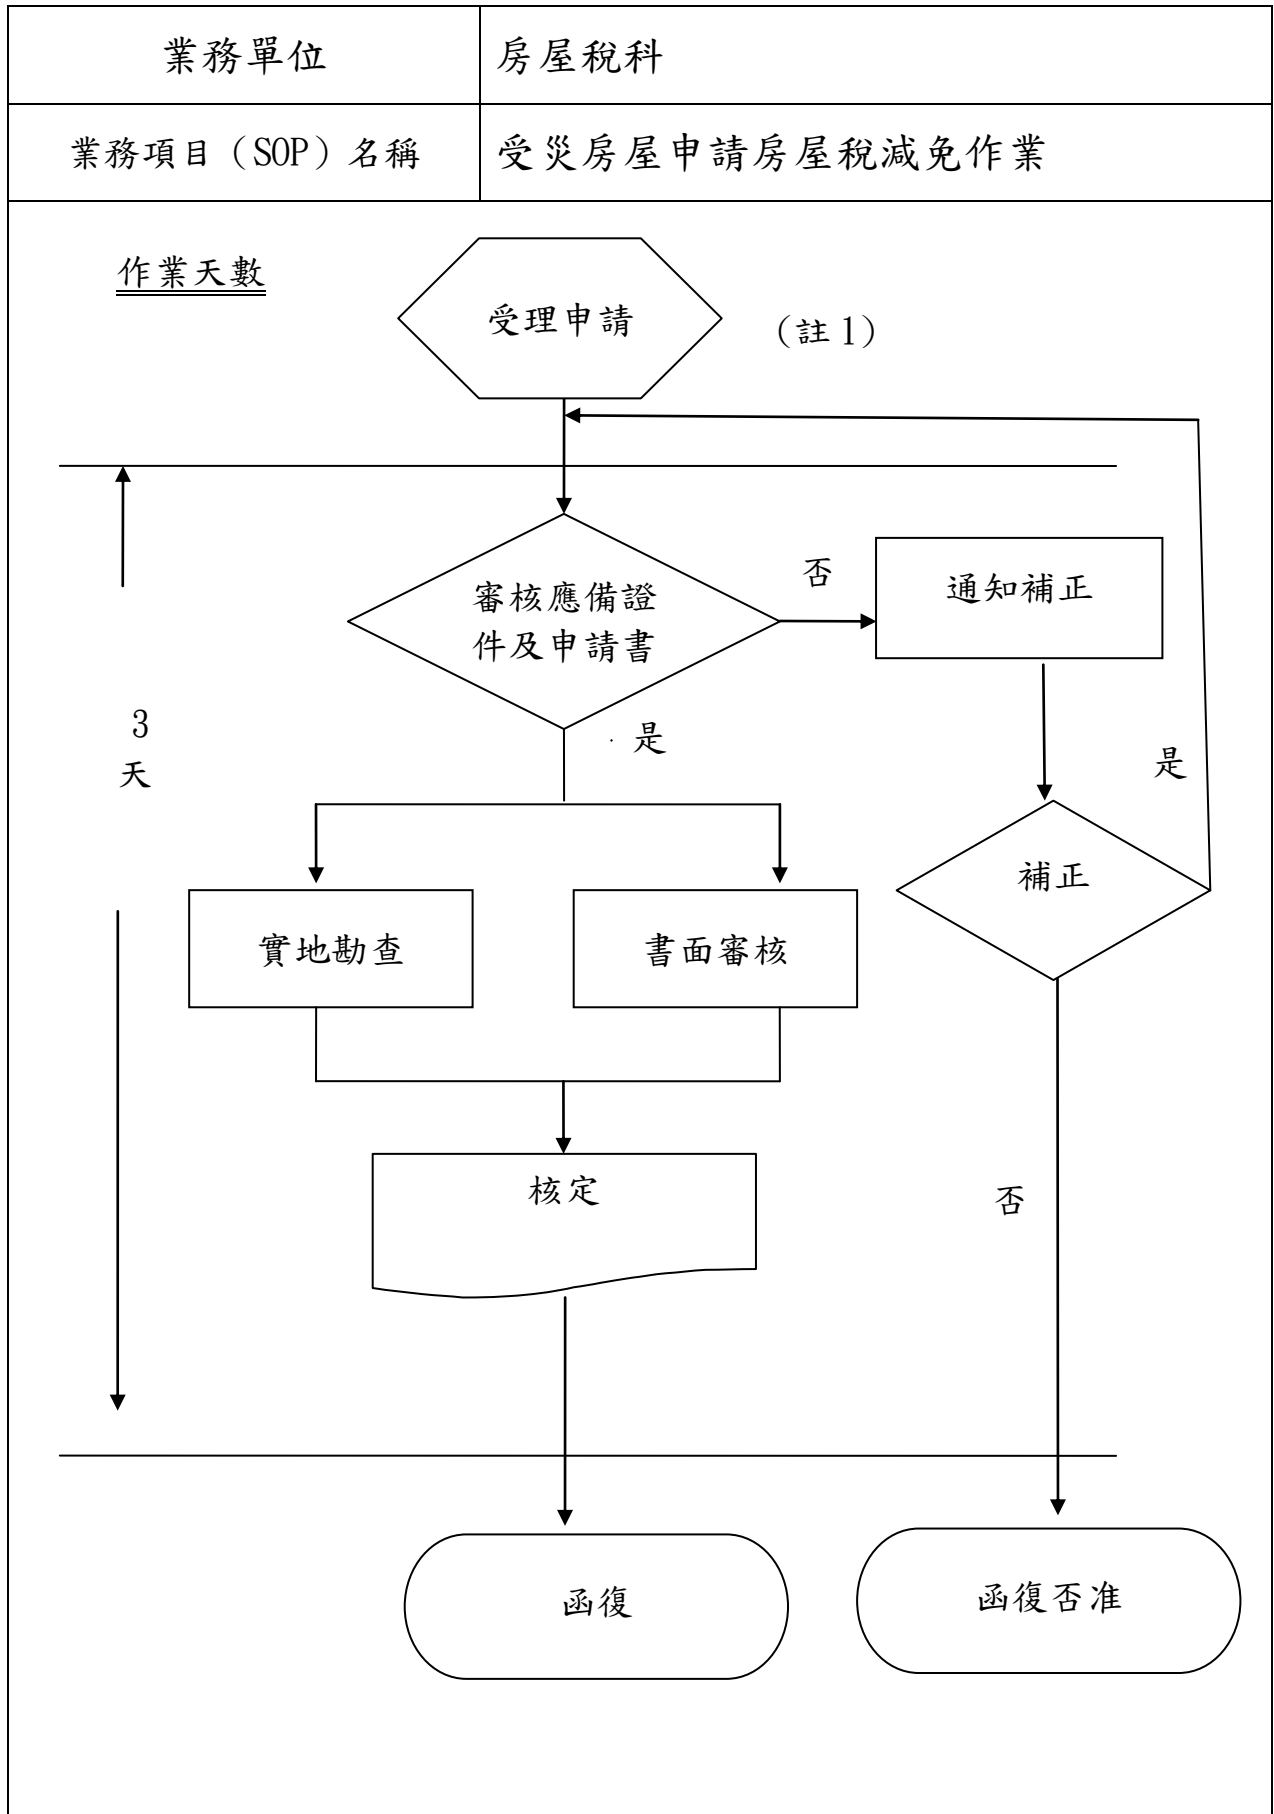 業務單位
房屋稅科
業務項目（SOP）名稱
受災房屋申請房屋稅減免作業
作業天數
受理申請
（註1）
審核應備證
件及申請書
否
通知補正
是
3
天
是
補正
實地勘查
書面審核
核定
否
函復
函復否准